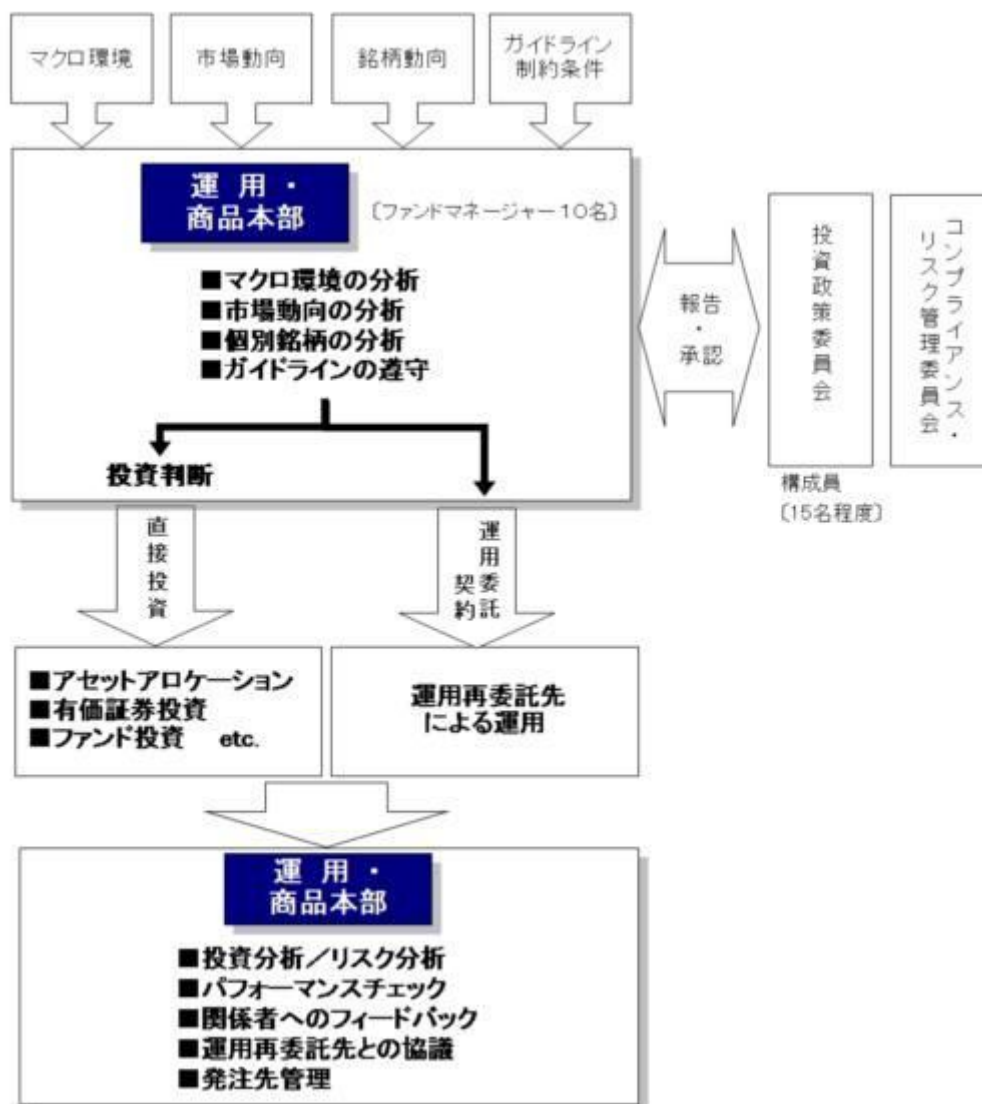 マクロ環境
市場動向
銘柄動向
ガイドライン
制約条件
運 用 ・
商品本部
〔ファンドマネージャー10名〕
■マクロ環境の分析
■市場動向の分析
■個別銘柄の分析
■ガイドラインの遵守
投資判断
報告
・
承認
投資政策委員会
コンプライアンス・
リスク管理委員会
構成員
〔15名程度〕
直接投資
運用委託
契約
■アセットアロケーション
■有価証券投資
■ファンド投資 etc.
運用再委託先
による運用
運 用 ・
商品本部
■投資分析／リスク分析
■パフォーマンスチェック
■関係者へのフィードバック
■運用再委託先との協議
■発注先管理